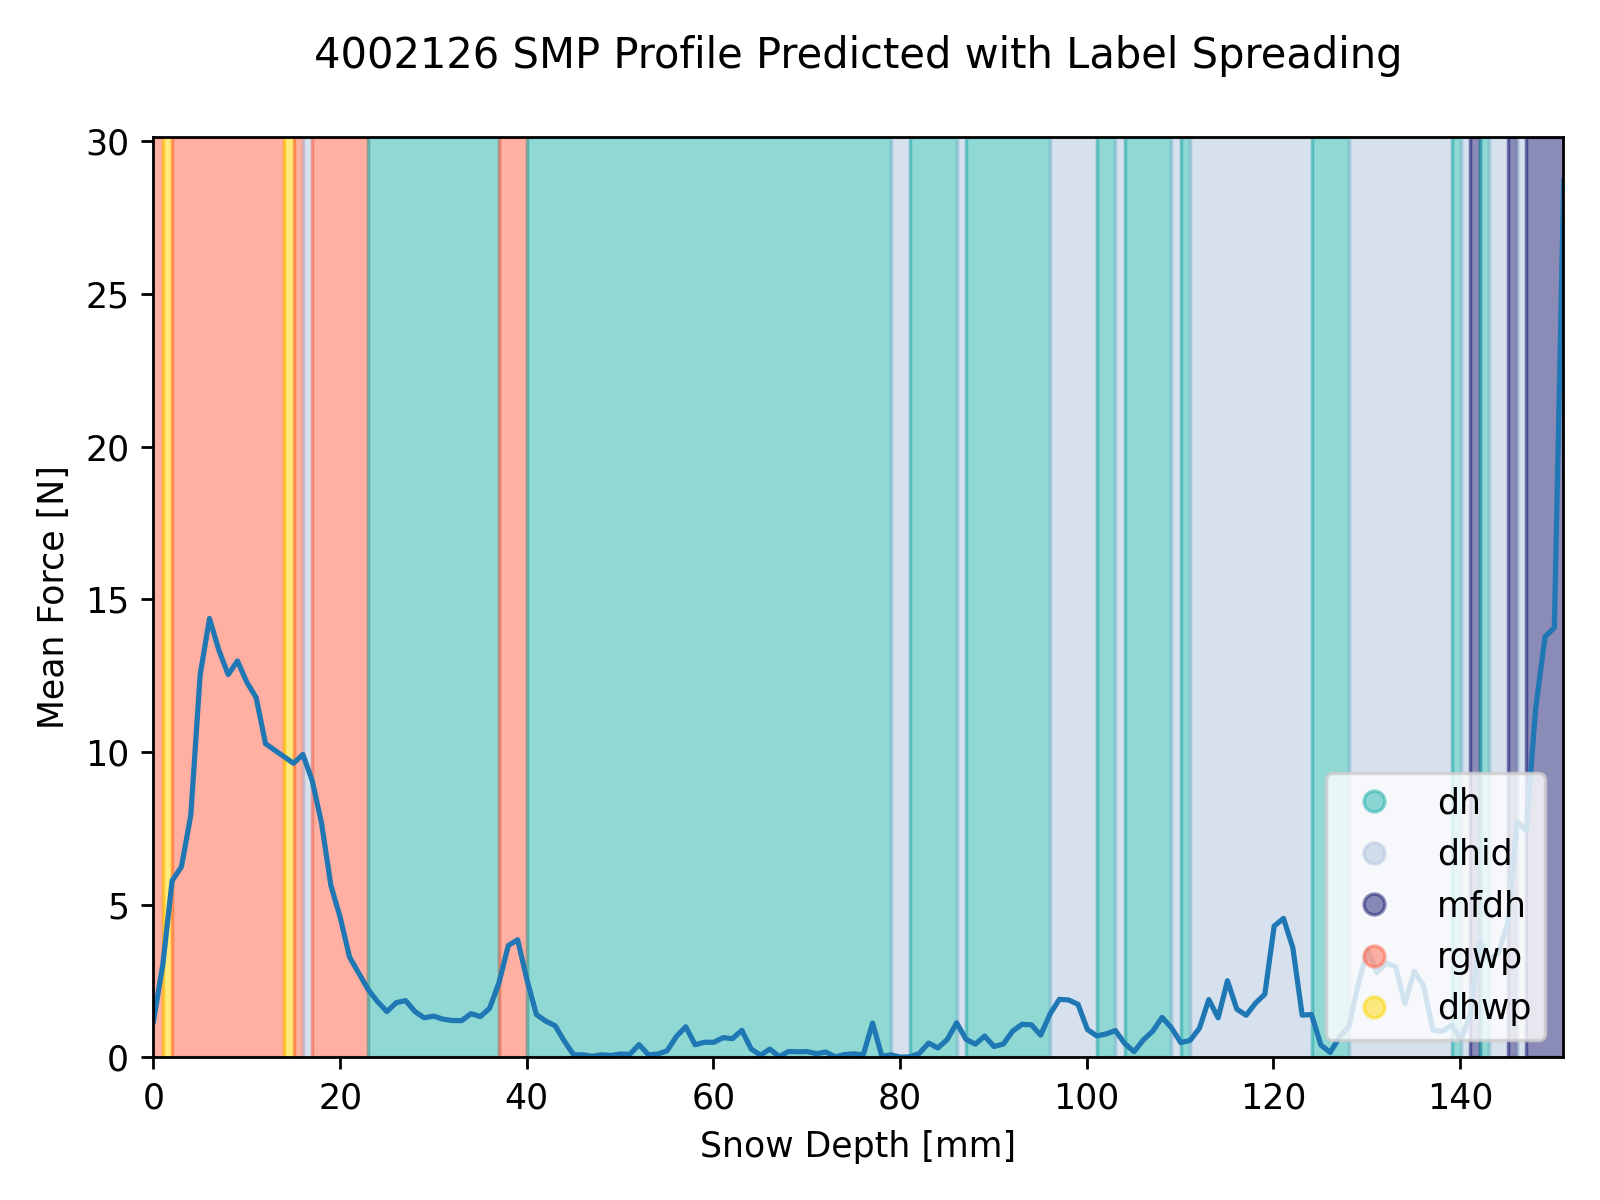 4002126 SMP Profile Predicted with Label Spreading
30
25
20
15
10
5
0
Mean Force [N]
dh
dhid
mfdh
rgwp
dhwp
0 20 40 60 80 100 120 140
Snow Depth [mm]